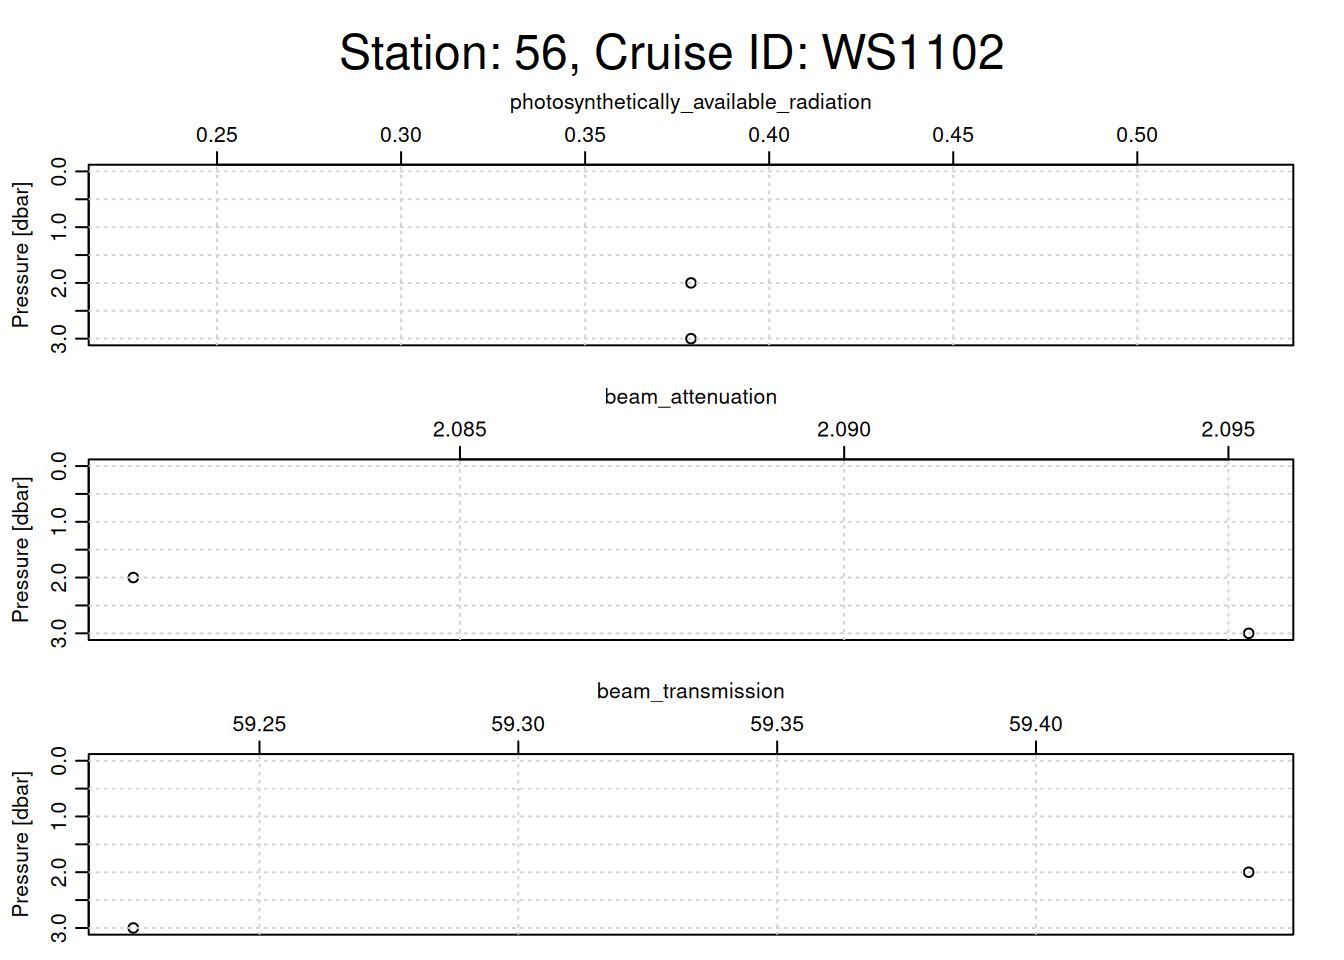 Station: 56, Cruise ID: WS1102
photosynthetically_available_radiation
0.25 0.30 0.35 0.40 0.45 0.50
Pressure [dbar]
0.0
1.0
2.0
3.0
beam_attenuation
2.085 2.090 2.095
Pressure [dbar]
0.0
1.0
2.0
3.0
beam_transmission
59.25 59.30 59.35 59.40
Pressure [dbar]
0.0
1.0
2.0
3.0